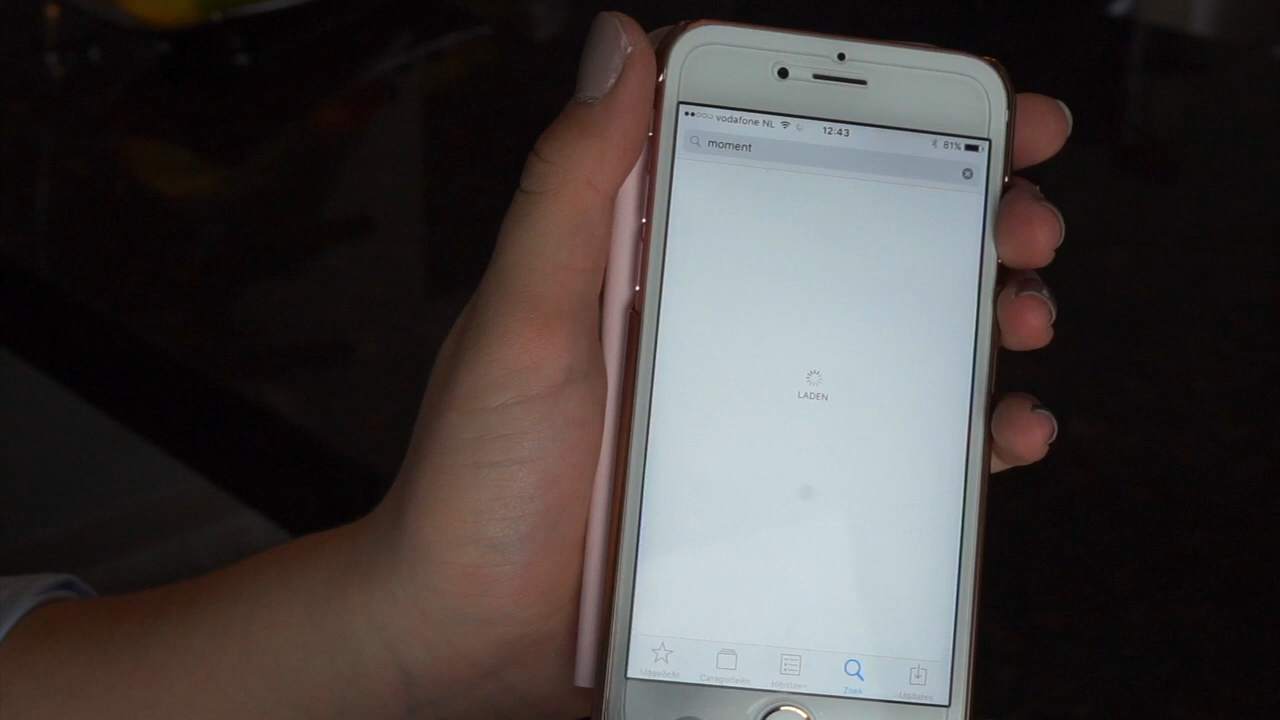 vodafone NL 12:43 81%
moment
LADEN
Uitgelicht Categorieën Hitlijsten Zoek Updates